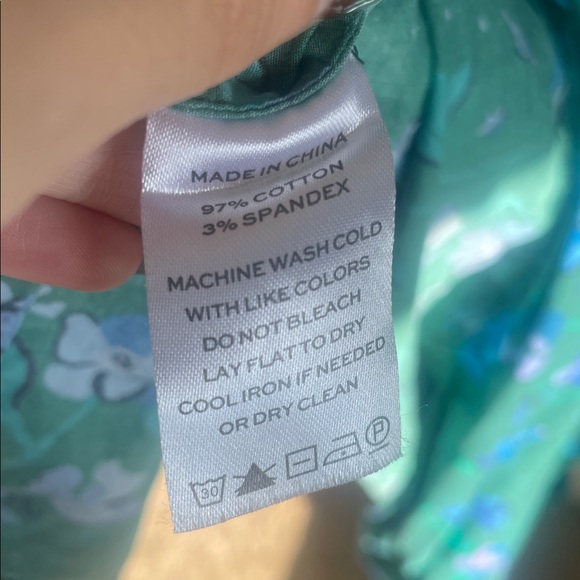 MADE IN CHINA
97% COTTON
3% SPANDEX
MACHINE WASH COLD
WITH LIKE COLORS
DO NOT BLEACH
LAY FLAT TO DRY
COOL IRON IF NEEDED
OR DRY CLEAN
30 P